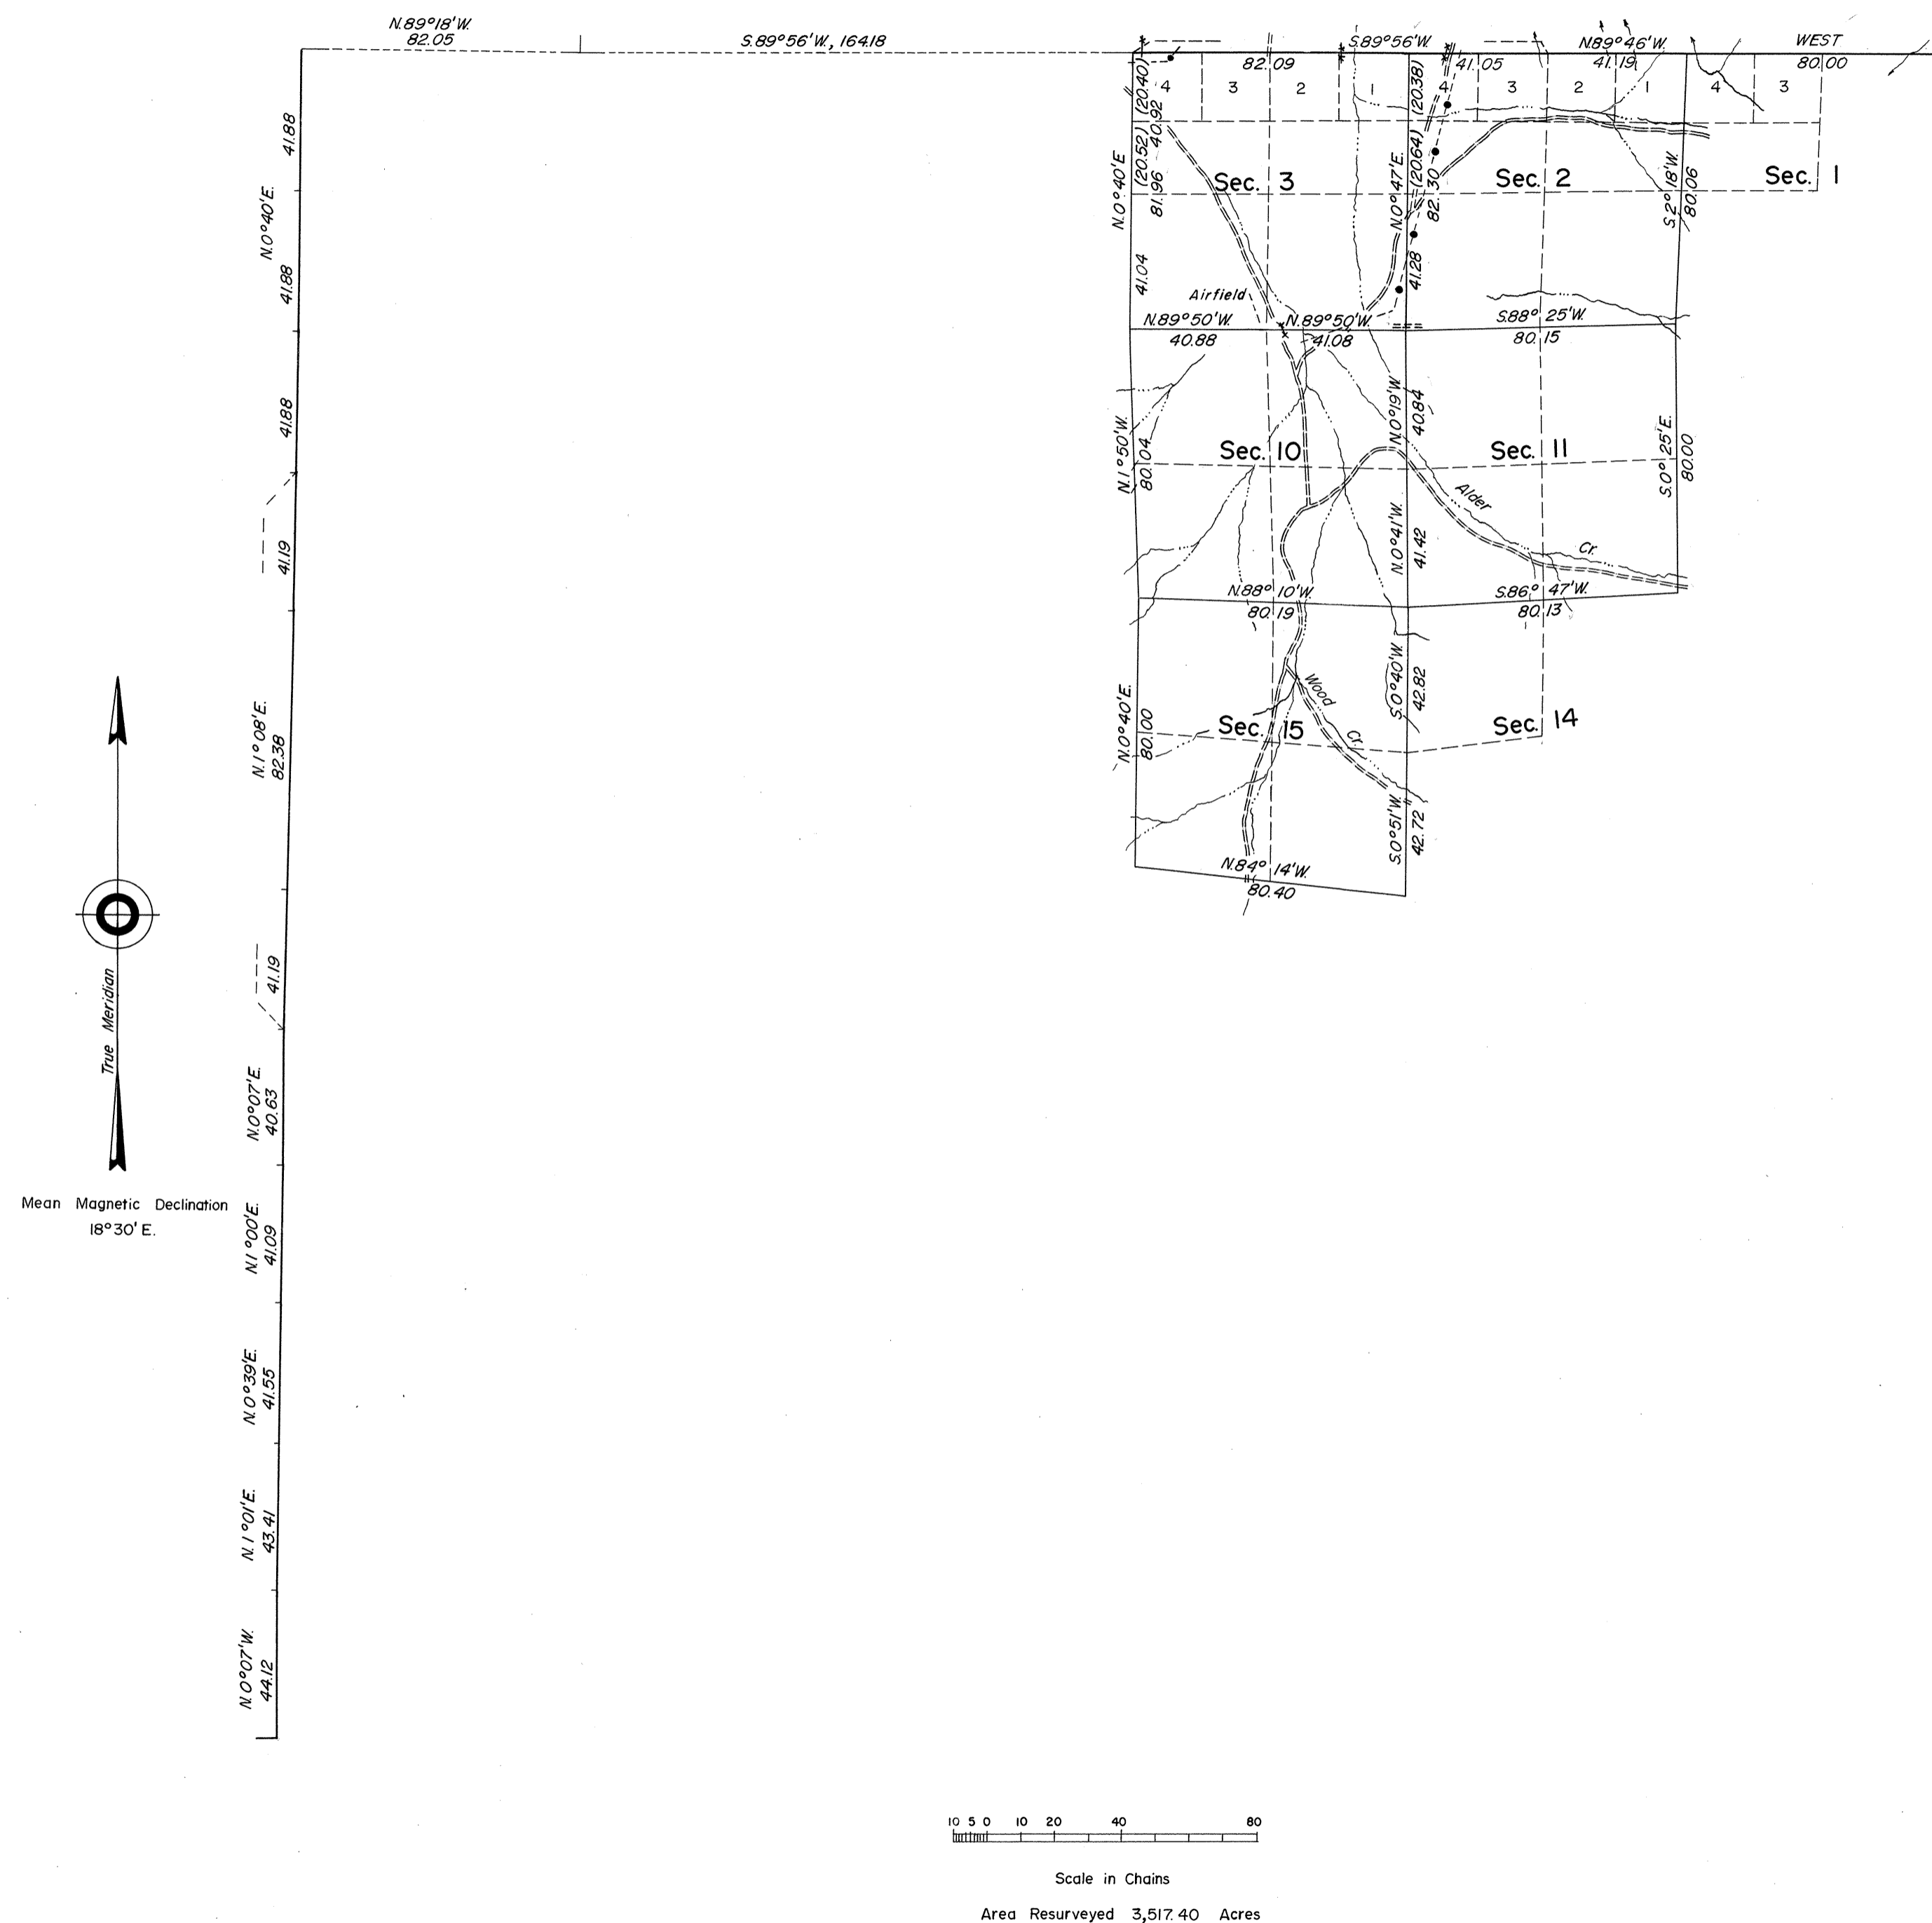 N.89°18'W.
82.05
S.89°56'W., 164.18
S.89°56'W.
N.89°46'W.
WEST
82.09
41.05
41.19
80.00
4
3
2
1
4
3
2
1
4
3
(20.40)
40.92
(20.52)
81.96
N.0°40'E
41.04
(20.38)
(20.64)
N.0°47'E.
82.30
41.28
S.2°18'W.
80.06
Sec. 3
Sec. 2
Sec. 1
Airfield
N.89°50'W.
40.88
N.89°50'W.
41.08
S.88°25'W.
80.15
N.1°50'W.
80.04
N.0°19'W
40.84
S.0°25'E.
80.00
Sec. 10
Sec. 11
Alder
Cr.
N.0°41'W.
41.42
N.88°10'W.
80.19
S.86°47'W.
80.13
N.0°40'E.
80.00
S.0°40'W.
42.82
Wood
Cr.
Sec. 15
Sec. 14
S.0°51'W.
42.72
N.84°14'W.
80.40
41.88
N.0°40'E.
41.88
41.88
41.19
N.1°08'E.
82.38
41.19
N.0°07'E.
40.63
N.1°00'E.
41.09
N.0°39'E.
41.55
N.1°01'E.
43.41
N.0°07'W.
44.12
True Meridian
Mean Magnetic Declination
18°30' E.
10 5 0 10 20 40 80
Scale in Chains
Area Resurveyed 3,517.40 Acres